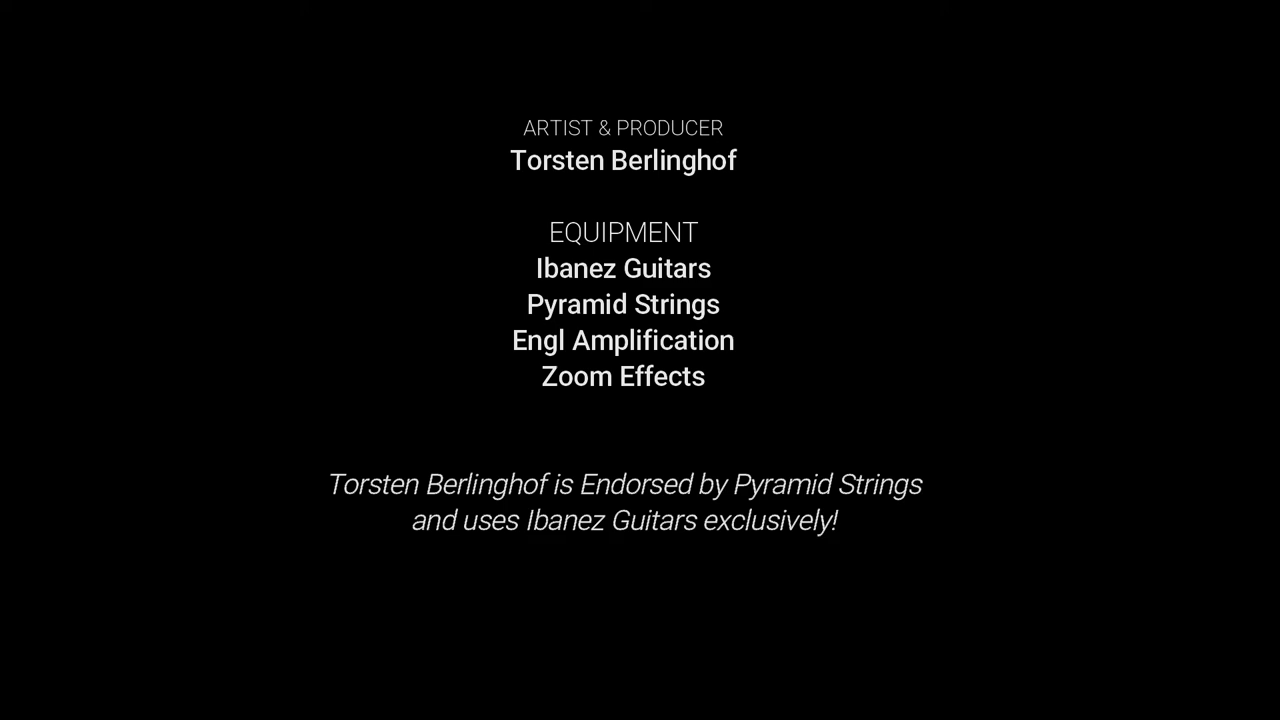 ARTIST & PRODUCER
Torsten Berlinghof
EQUIPMENT
Ibanez Guitars
Pyramid Strings
Engl Amplification
Zoom Effects
Torsten Berlinghof is Endorsed by Pyramid Strings
and uses Ibanez Guitars exclusively!